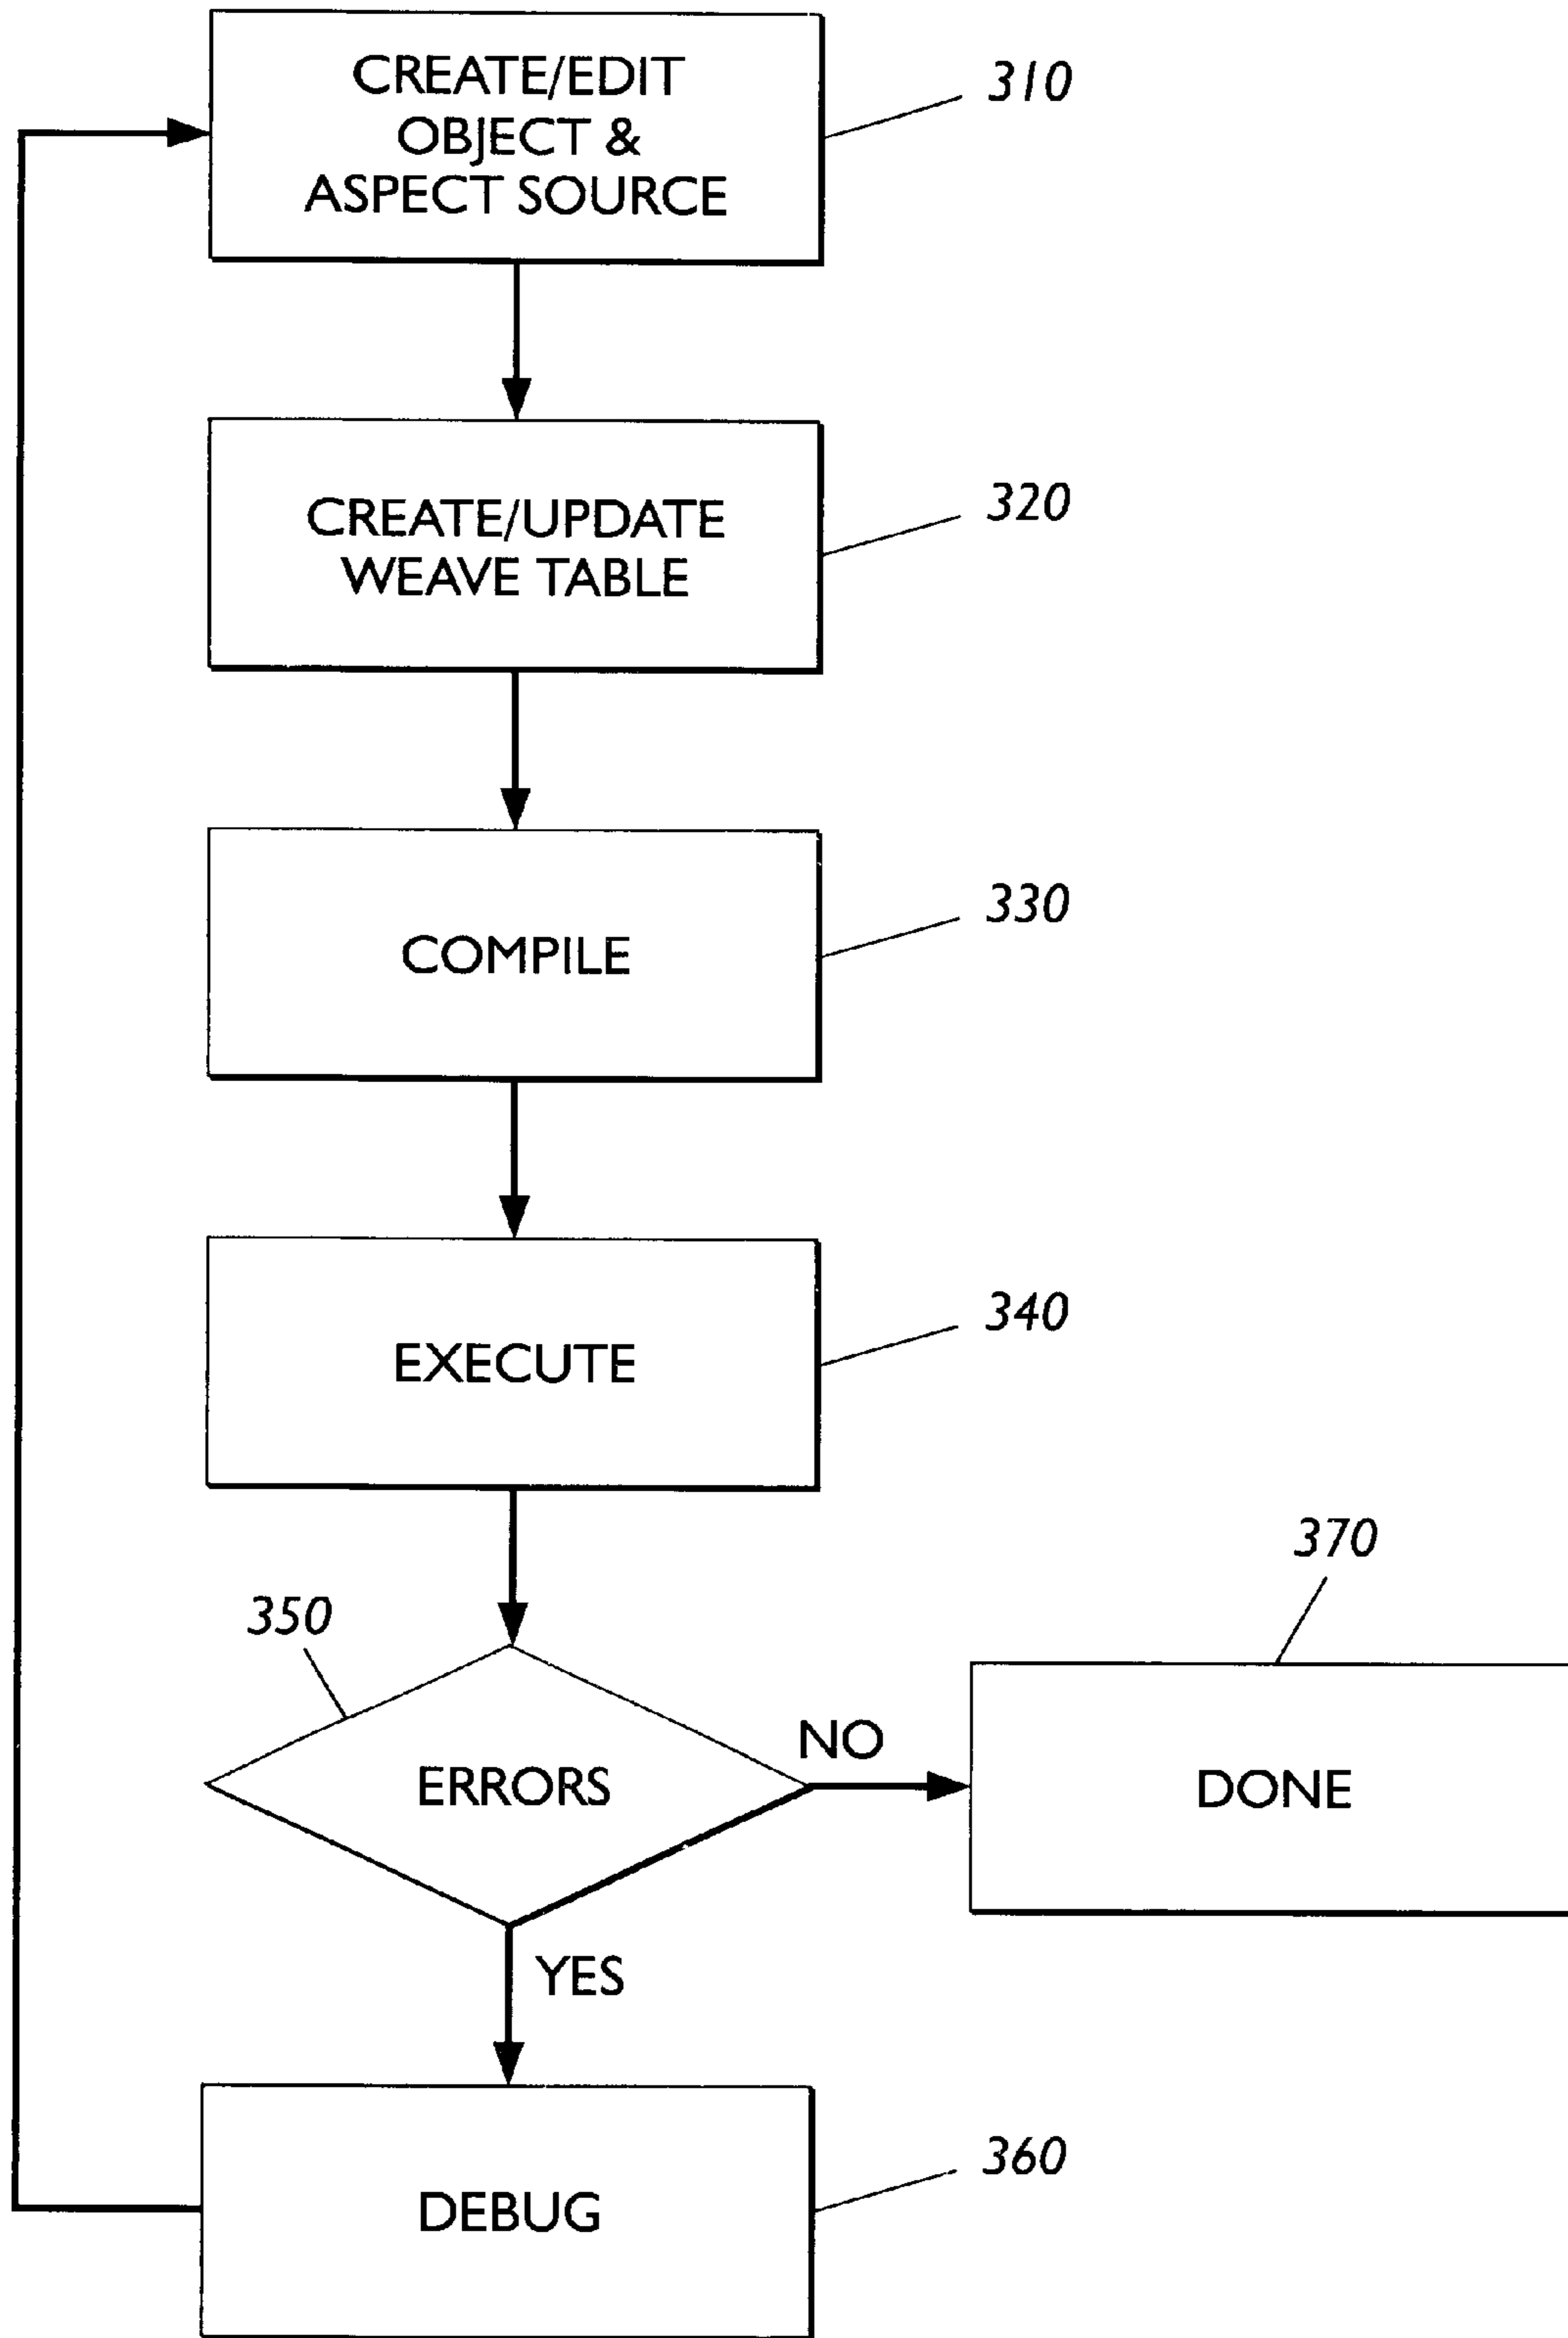 CREATE/EDIT
OBJECT &
ASPECT SOURCE
310
CREATE/UPDATE
WEAVE TABLE
320
COMPILE
330
EXECUTE
340
350
ERRORS
NO
370
DONE
YES
DEBUG
360